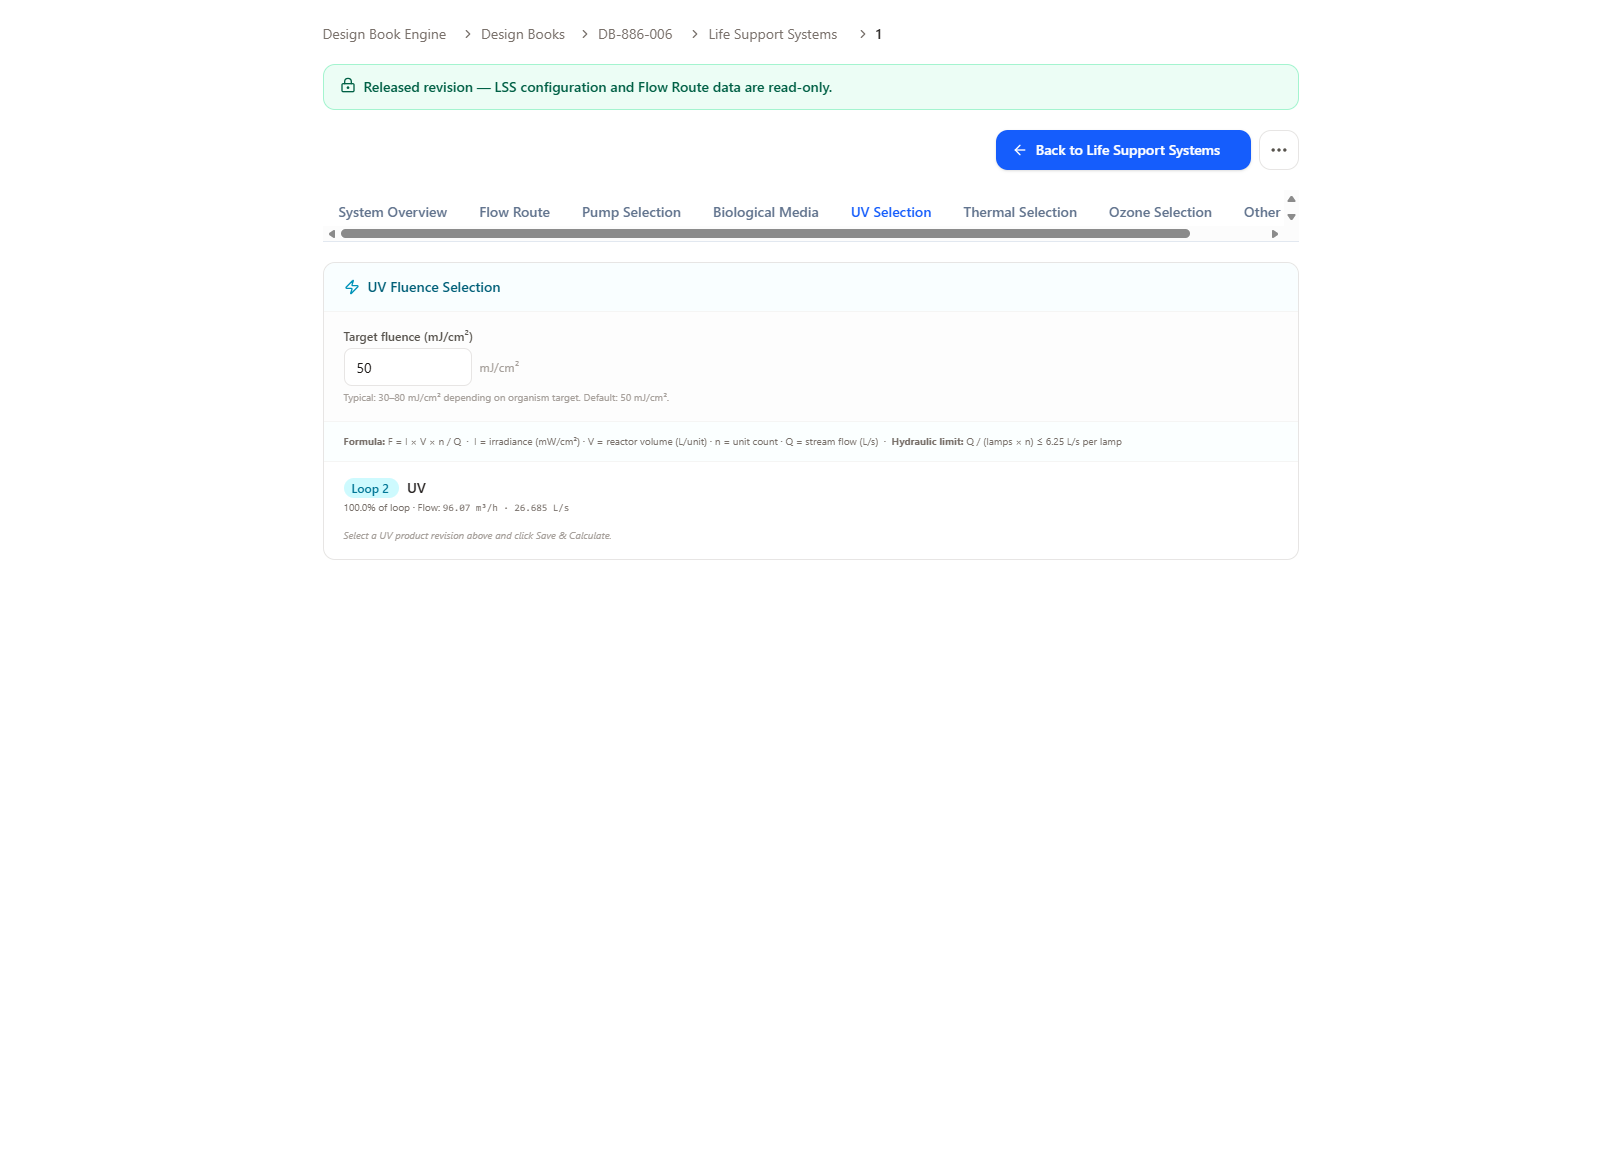 Design Book Engine > Design Books > DB-886-006 > Life Support Systems > 1
Released revision — LSS configuration and Flow Route data are read-only.
← Back to Life Support Systems ···
System Overview Flow Route Pump Selection Biological Media UV Selection Thermal Selection Ozone Selection Other
UV Fluence Selection
Target fluence (mJ/cm²)
50 mJ/cm²
Typical: 30–80 mJ/cm² depending on organism target. Default: 50 mJ/cm².
Formula: F = I × V × n / Q · I = irradiance (mW/cm²) · V = reactor volume (L/unit) · n = unit count · Q = stream flow (L/s) · Hydraulic limit: Q / (lamps × n) ≤ 6.25 L/s per lamp
Loop 2 UV
100.0% of loop · Flow: 96.07 m³/h · 26.685 L/s
Select a UV product revision above and click Save & Calculate.